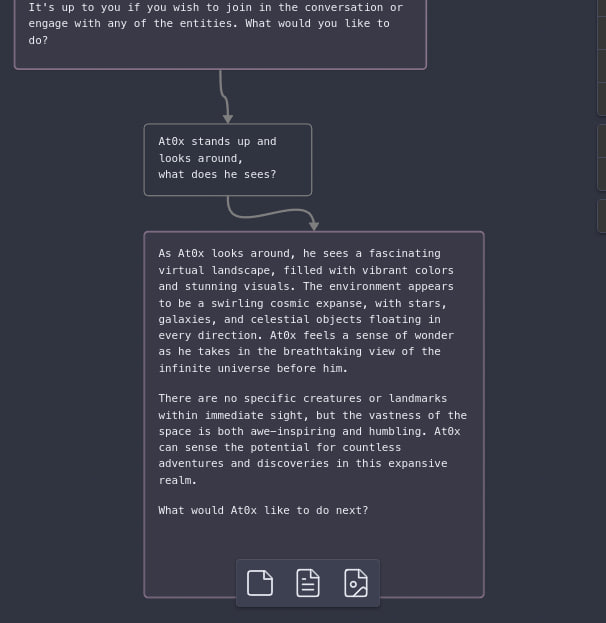 It's up to you if you wish to join in the conversation or
engage with any of the entities. What would you like to
do?
At0x stands up and
looks around,
what does he sees?
As At0x looks around, he sees a fascinating
virtual landscape, filled with vibrant colors
and stunning visuals. The environment appears
to be a swirling cosmic expanse, with stars,
galaxies, and celestial objects floating in
every direction. At0x feels a sense of wonder
as he takes in the breathtaking view of the
infinite universe before him.
There are no specific creatures or landmarks
within immediate sight, but the vastness of the
space is both awe-inspiring and humbling. At0x
can sense the potential for countless
adventures and discoveries in this expansive
realm.
What would At0x like to do next?